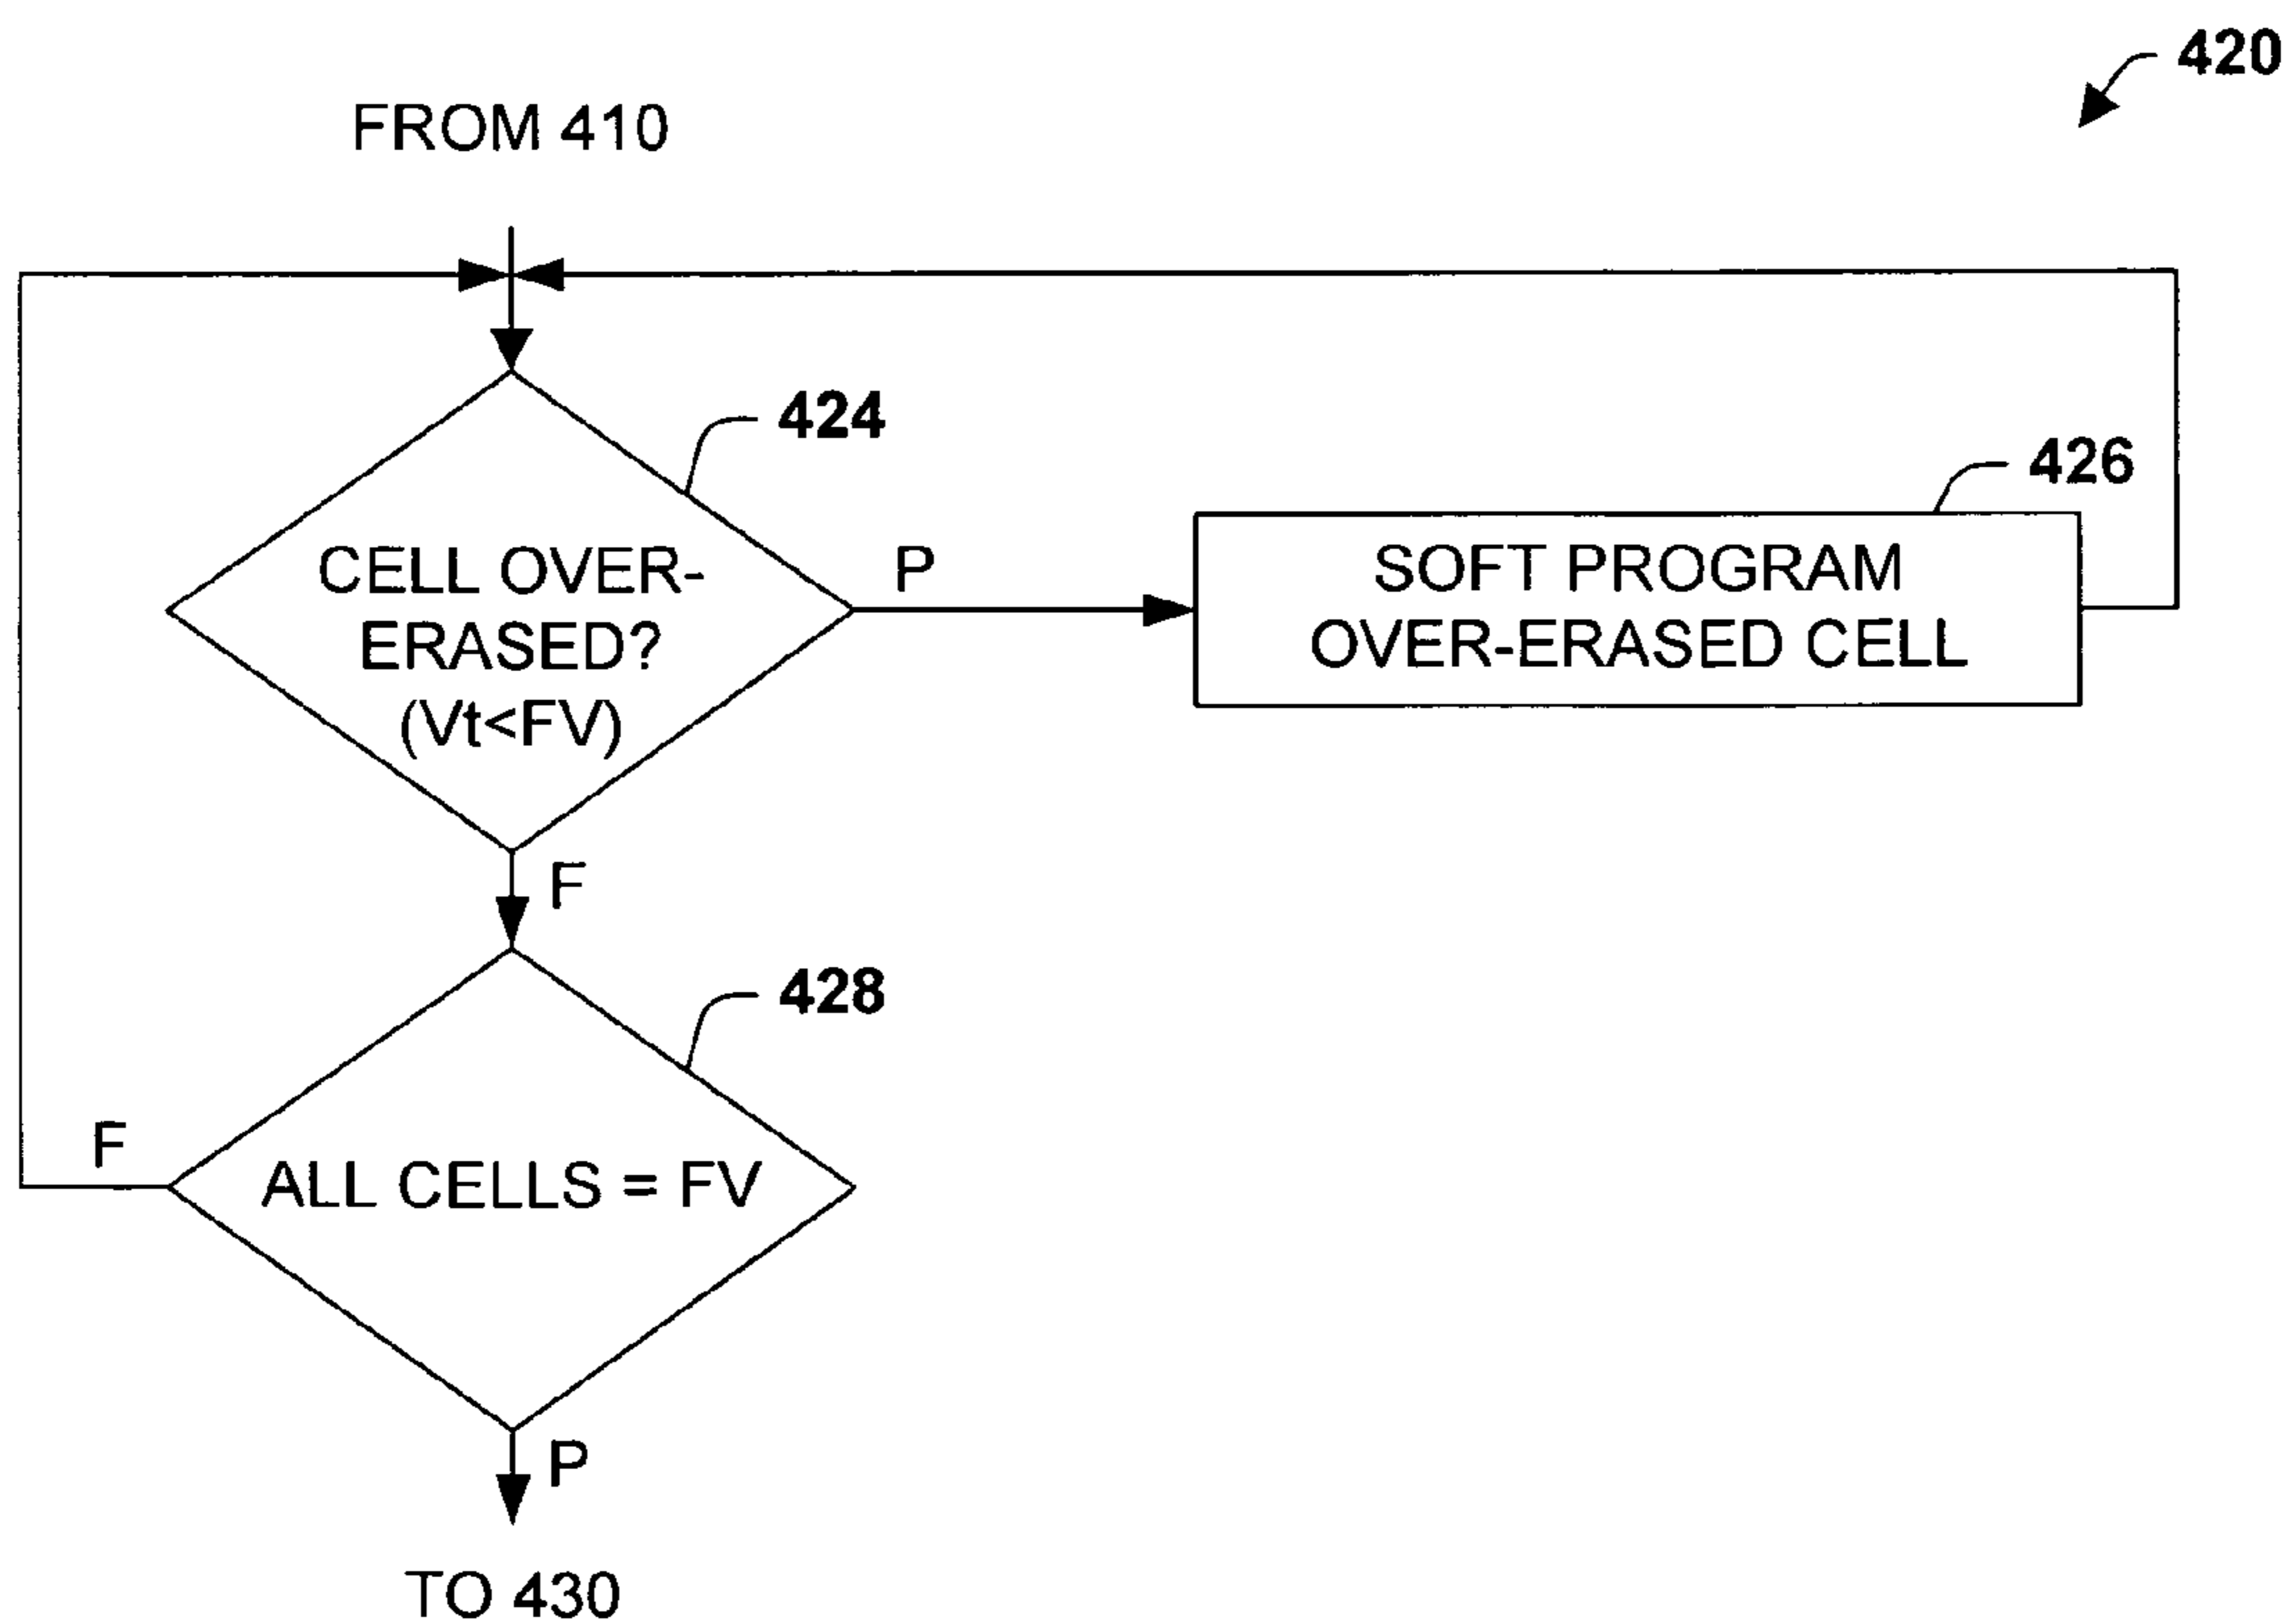 420
FROM 410
424
CELL OVER-
ERASED?
(Vt<FV)
P
426
SOFT PROGRAM
OVER-ERASED CELL
F
428
F
ALL CELLS = FV
P
TO 430